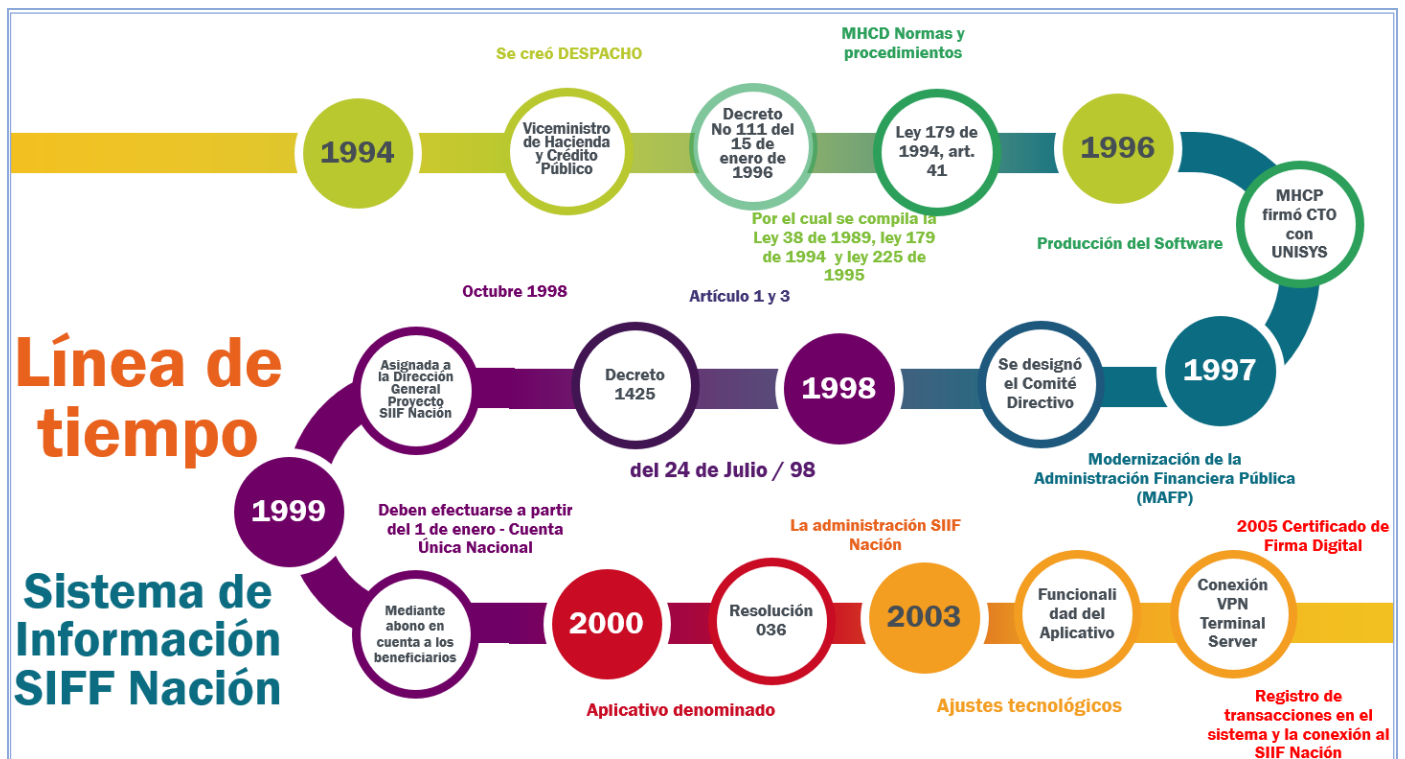 Se creó DESPACHO
MHCD Normas y
procedimientos
1994
Viceministro
de Hacienda
y Crédito
Público
Decreto
No 111 del
15 de
enero de
1996
Ley 179 de
1994, art.
41
1996
Por el cual se compila la
Ley 38 de 1989, ley 179
de 1994 y ley 225 de
1995
Producción del Software
MHCP
firmó CTO
con
UNISYS
Octubre 1998
Artículo 1 y 3
Línea de
tiempo
Asignada a
la Dirección
General
Proyecto
SIIF Nación
Decreto
1425
1998
Se designó
el Comité
Directivo
1997
del 24 de Julio / 98
Modernización de la
Administración Financiera Pública
(MAFP)
1999
Deben efectuarse a partir
del 1 de enero - Cuenta
Única Nacional
La administración SIIF
Nación
2005 Certificado de
Firma Digital
Sistema de
Información
SIFF Nación
Mediante
abono en
cuenta a los
beneficiarios
2000
Resolución
036
2003
Funcionali
dad del
Aplicativo
Conexión
VPN
Terminal
Server
Aplicativo denominado
Ajustes tecnológicos
Registro de
transacciones en el
sistema y la conexión al
SIIF Nación